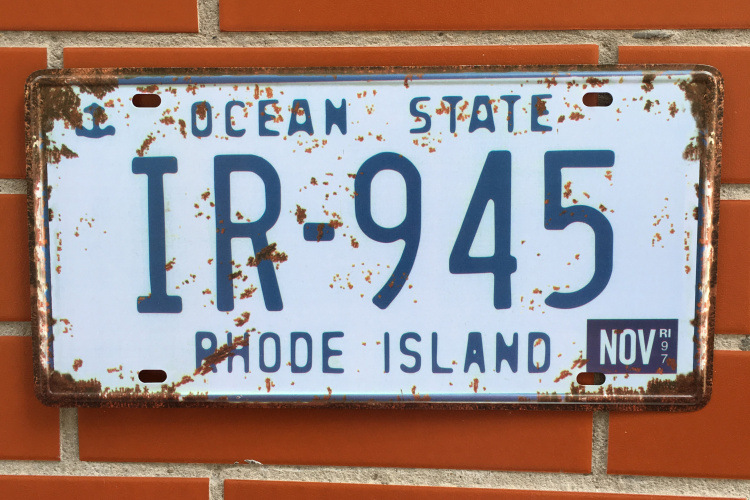 OCEAN STATE
IR-945
RHODE ISLAND
NOV RI 97